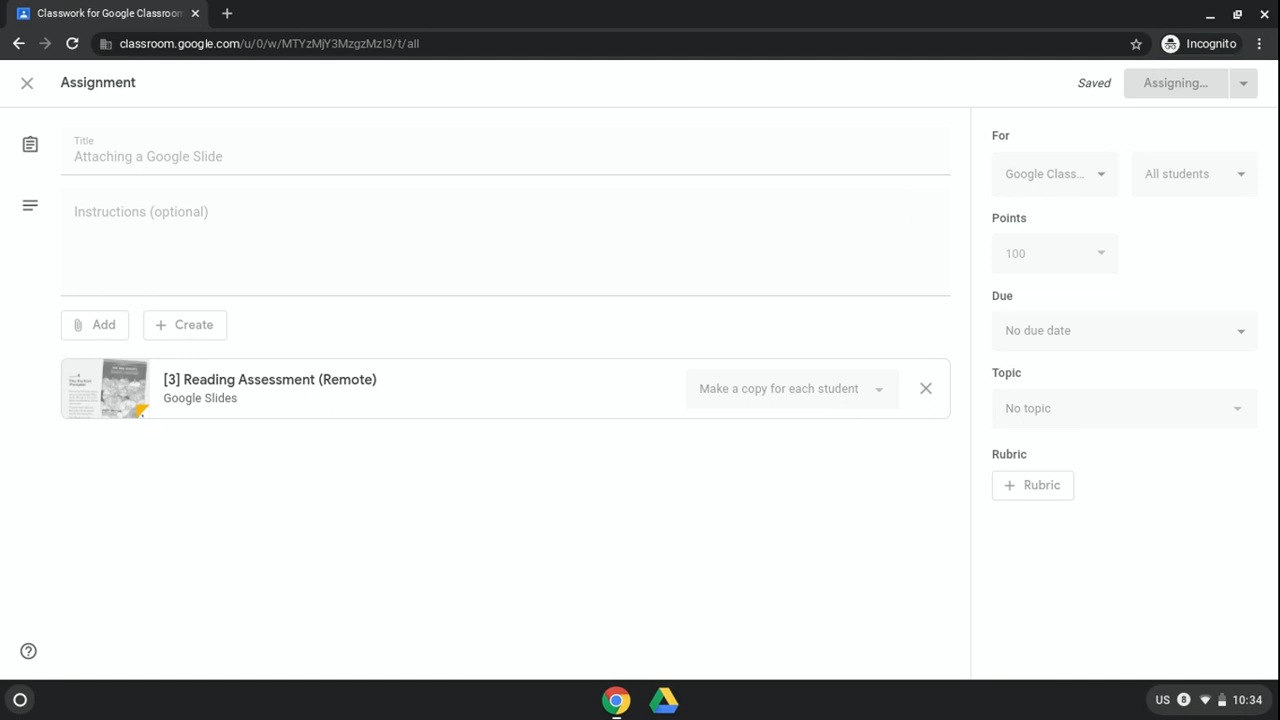 Classwork for Google Classroom
classroom.google.com/u/0/w/MTYzMjY3MzgzMzI3/t/all
Incognito
Assignment
Saved
Assigning...
Title
Attaching a Google Slide
Instructions (optional)
Add
Create
[3] Reading Assessment (Remote)
Google Slides
Make a copy for each student
For
Google Class...
All students
Points
100
Due
No due date
Topic
No topic
Rubric
Rubric
US 8 10:34